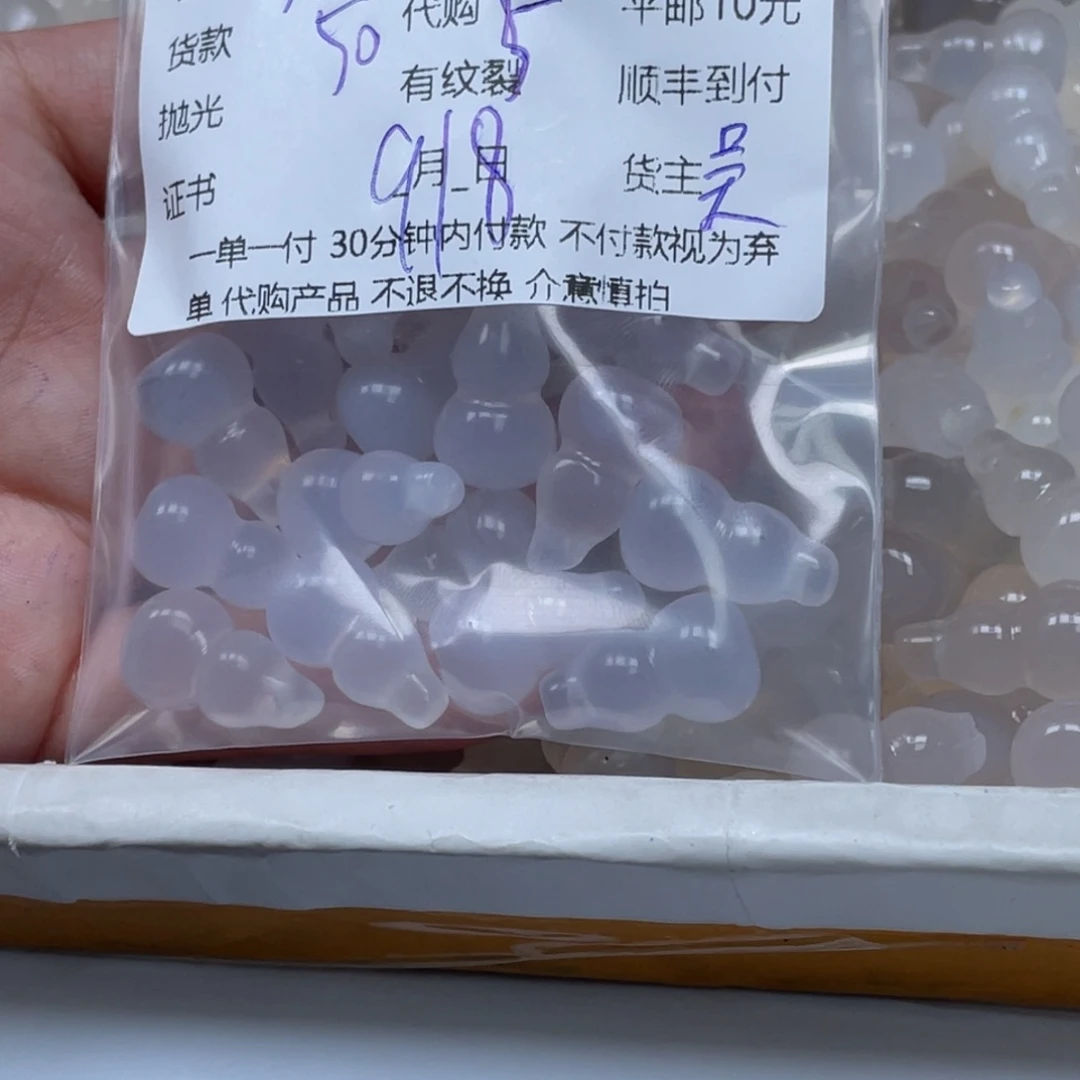 代购 5 平邮10元
货款 50 有纹裂 顺丰到付
抛光
证书 9月18日 货主吴
一单一付 30分钟内付款 不付款视为弃
单 代购产品 不退不换 介意慎拍